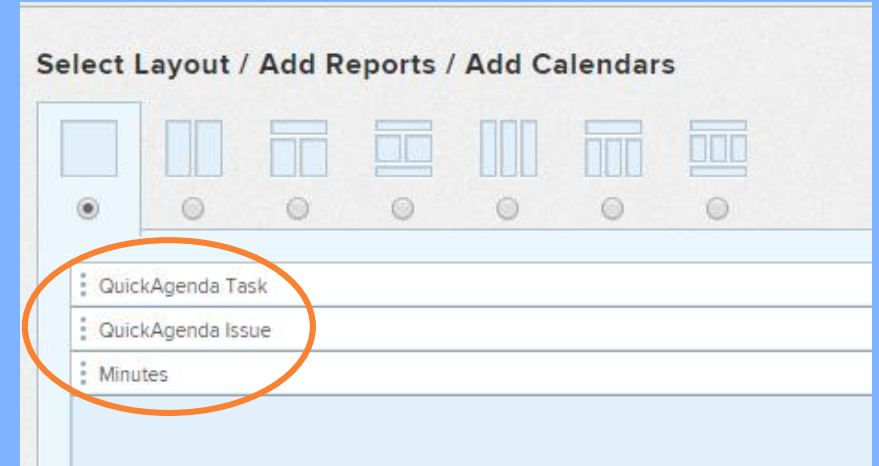 Select Layout / Add Reports / Add Calendars
QuickAgenda Task
QuickAgenda Issue
Minutes